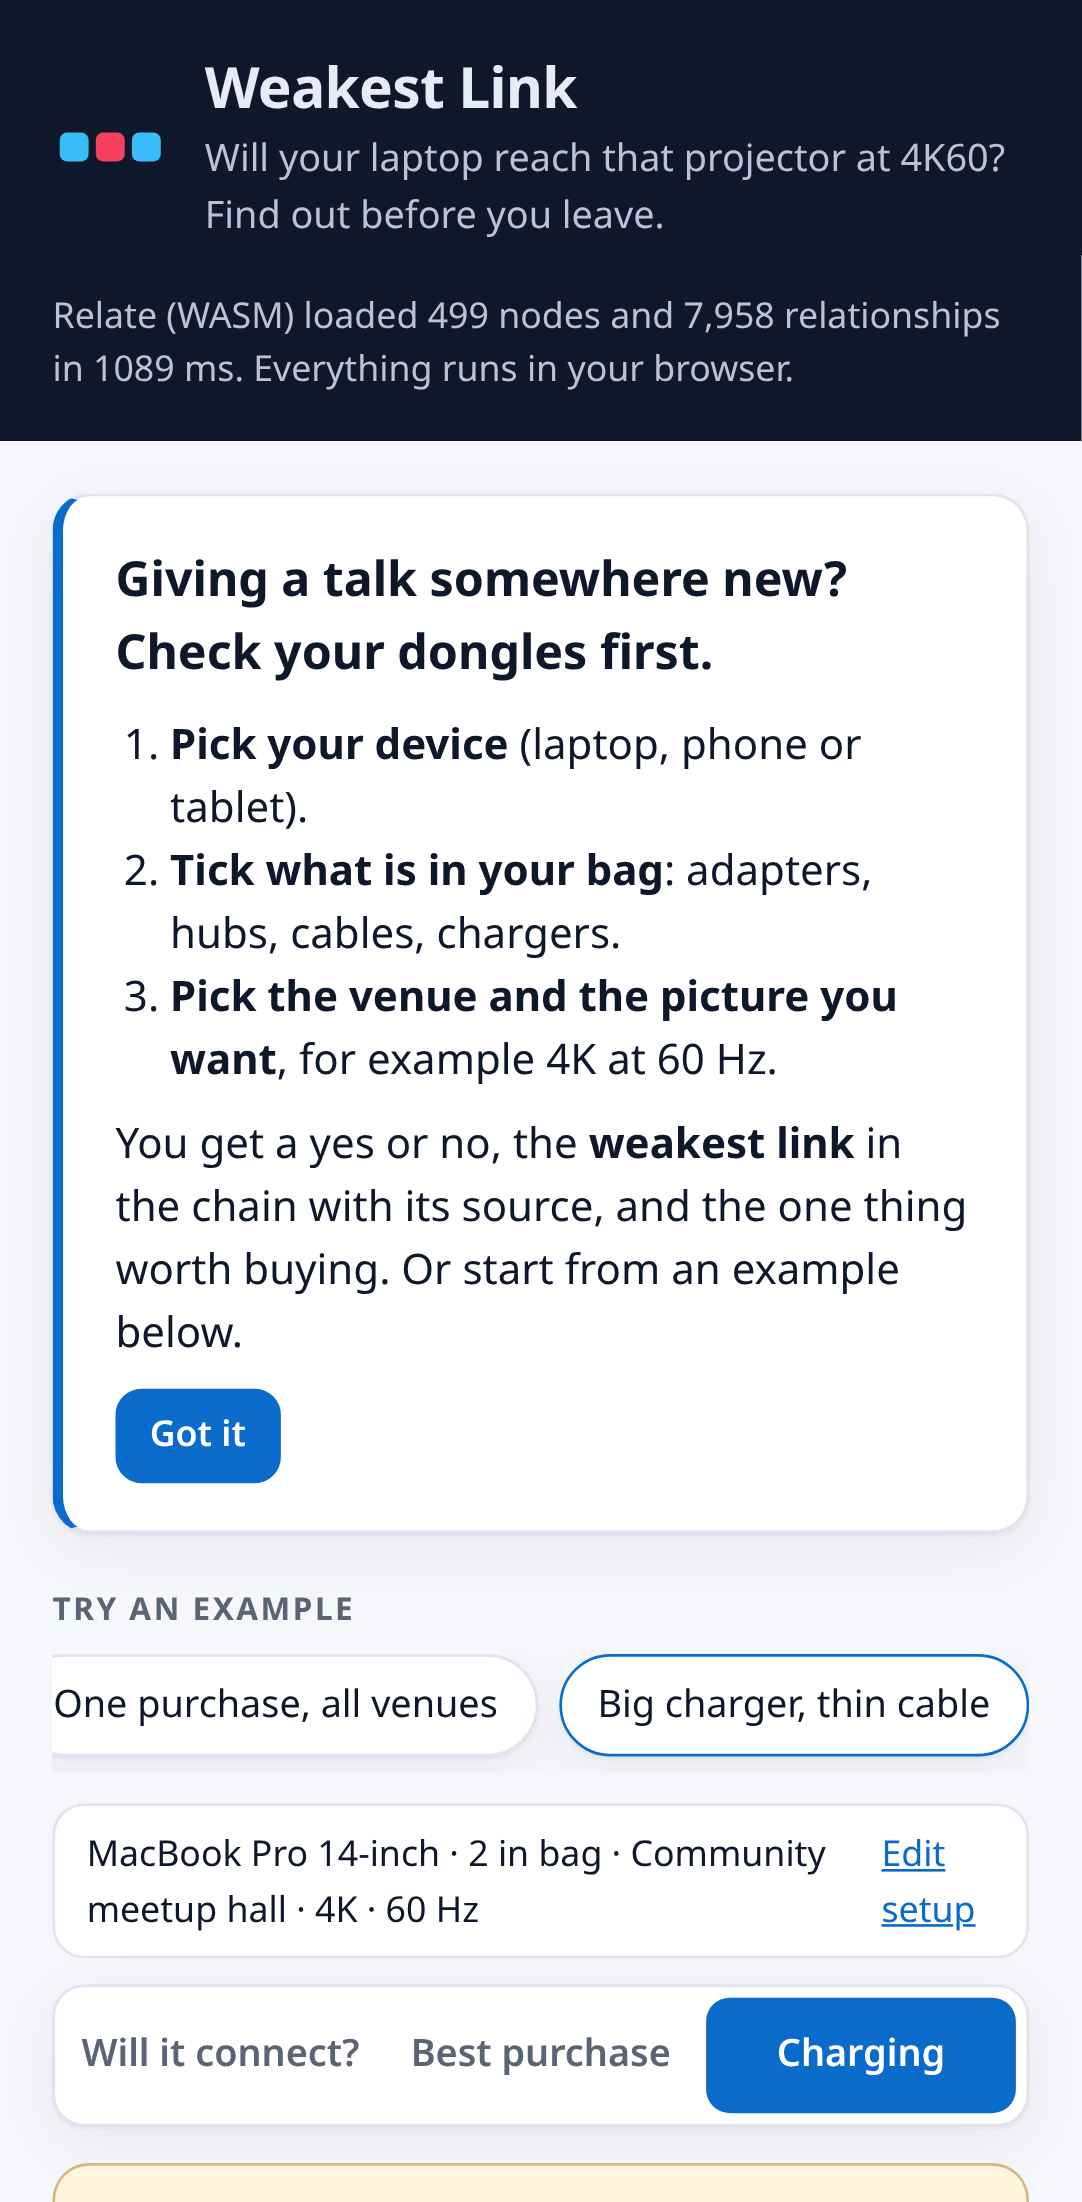 Weakest Link
Will your laptop reach that projector at 4K60?
Find out before you leave.
Relate (WASM) loaded 499 nodes and 7,958 relationships
in 1089 ms. Everything runs in your browser.
Giving a talk somewhere new?
Check your dongles first.
1. Pick your device (laptop, phone or
tablet).
2. Tick what is in your bag: adapters,
hubs, cables, chargers.
3. Pick the venue and the picture you
want, for example 4K at 60 Hz.
You get a yes or no, the weakest link in
the chain with its source, and the one thing
worth buying. Or start from an example
below.
Got it
TRY AN EXAMPLE
One purchase, all venues
Big charger, thin cable
MacBook Pro 14-inch · 2 in bag · Community
meetup hall · 4K · 60 Hz
Edit
setup
Will it connect?
Best purchase
Charging